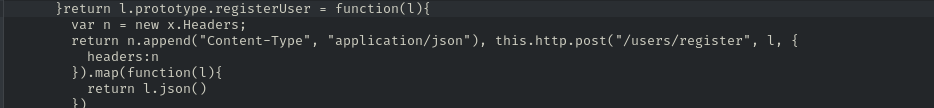 }return l.prototype.registerUser = function(l){
var n = new x.Headers;
return n.append("Content-Type", "application/json"), this.http.post("/users/register", l, {
headers:n
}).map(function(l){
return l.json()
})